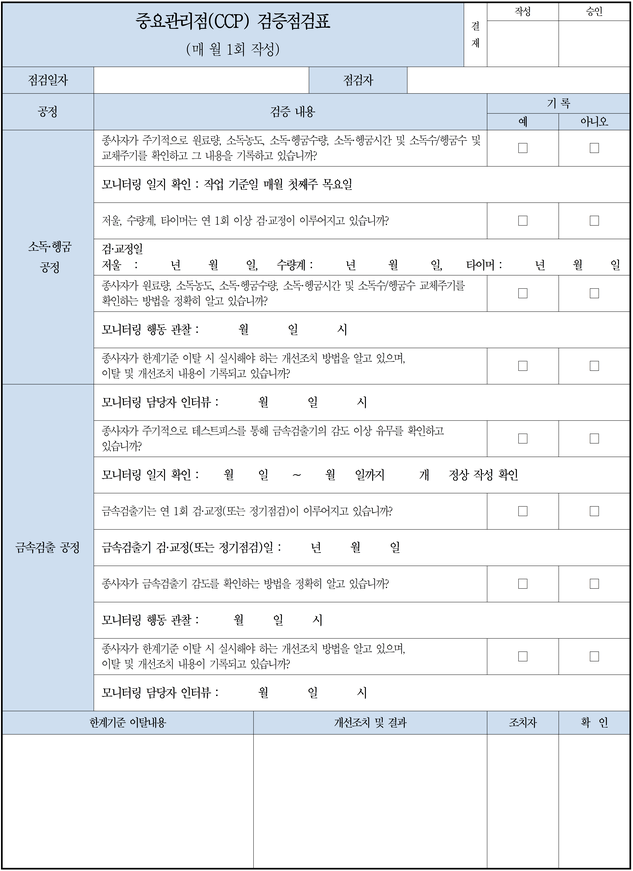 중요관리점(CCP) 검증점검표
(매 월 1회 작성)
결재
작성
승인
점검일자
점검자
공정
검증 내용
기 록
예
아니오
소독·헹굼
공정
종사자가 주기적으로 원료량, 소독농도, 소독·헹굼수량, 소독·헹굼시간 및 소독수/헹굼수 및
교체주기를 확인하고 그 내용을 기록하고 있습니까?
□ □
모니터링 일지 확인 : 작업 기준일 매월 첫째주 목요일
저울, 수량계, 타이머는 연 1회 이상 검·교정이 이루어지고 있습니까?
□ □
검·교정일
저울 : 년 월 일, 수량계 : 년 월 일, 타이머 : 년 월 일
종사자가 원료량, 소독농도, 소독·헹굼수량, 소독·헹굼시간 및 소독수/헹굼수 교체주기를
확인하는 방법을 정확히 알고 있습니까?
□ □
모니터링 행동 관찰 : 월 일 시
종사자가 한계기준 이탈 시 실시해야 하는 개선조치 방법을 알고 있으며,
이탈 및 개선조치 내용이 기록되고 있습니까?
□ □
금속검출 공정
모니터링 담당자 인터뷰 : 월 일 시
종사자가 주기적으로 테스트피스를 통해 금속검출기의 감도 이상 유무를 확인하고
있습니까?
□ □
모니터링 일지 확인 : 월 일 ~ 월 일까지 개 정상 작성 확인
금속검출기는 연 1회 검·교정(또는 정기점검)이 이루어지고 있습니까?
□ □
금속검출기 검·교정(또는 정기점검)일 : 년 월 일
종사자가 금속검출기 감도를 확인하는 방법을 정확히 알고 있습니까?
□ □
모니터링 행동 관찰 : 월 일 시
종사자가 한계기준 이탈 시 실시해야 하는 개선조치 방법을 알고 있으며,
이탈 및 개선조치 내용이 기록되고 있습니까?
□ □
모니터링 담당자 인터뷰 : 월 일 시
한계기준 이탈내용
개선조치 및 결과
조치자
확 인